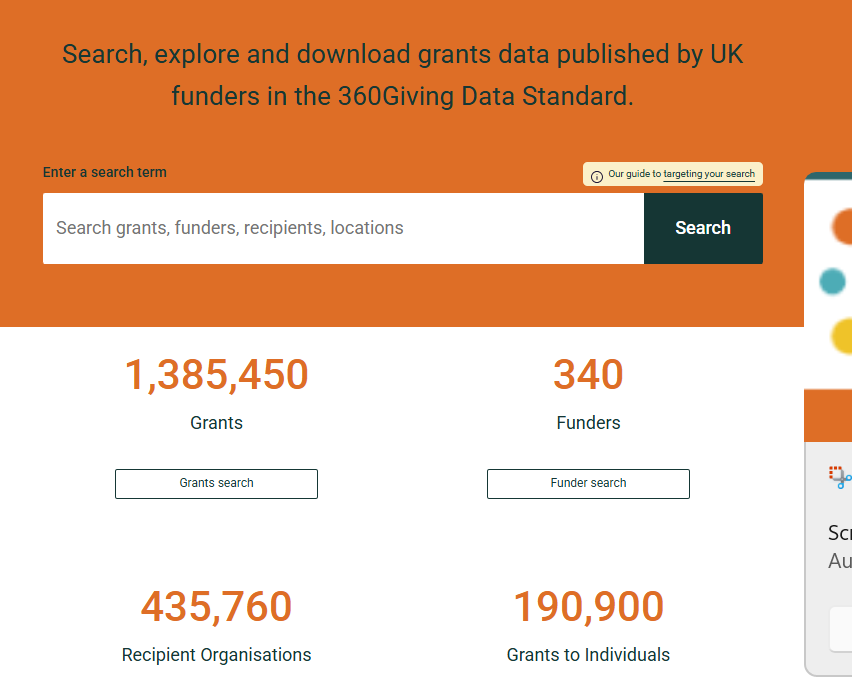 Search, explore and download grants data published by UK
funders in the 360Giving Data Standard.
Enter a search term
Our guide to targeting your search
Search grants, funders, recipients, locations
Search
1,385,450
340
Grants
Funders
Grants search
Funder search
435,760
190,900
Recipient Organisations
Grants to Individuals
Scr
Au